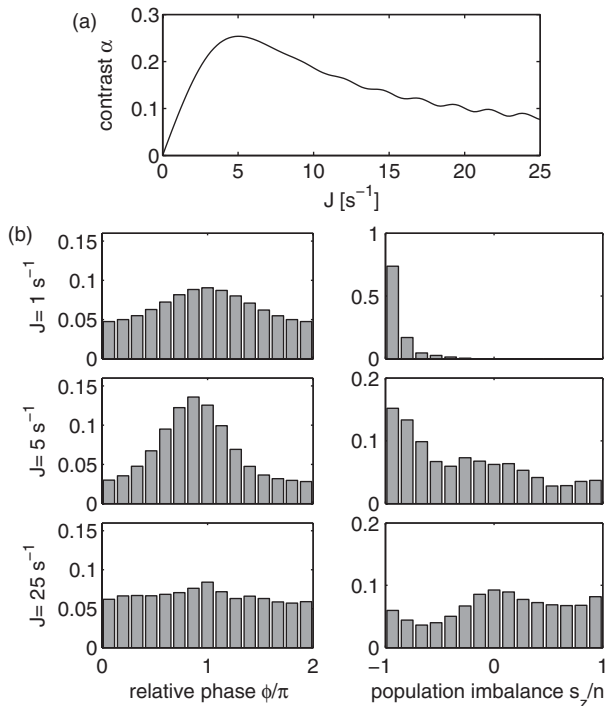 (a)
contrast α
0.3
0.2
0.1
0
0 5 10 15 20 25
J [s⁻¹]
(b)
J= 1 s⁻¹
0.15
0.1
0.05
0
1
0.5
0
J= 5 s⁻¹
0.15
0.1
0.05
0
0.2
0.1
0
J= 25 s⁻¹
0.15
0.1
0.05
0
0.2
0.1
0
0 1 2
−1 0 1
relative phase ϕ/π
population imbalance s_z/n